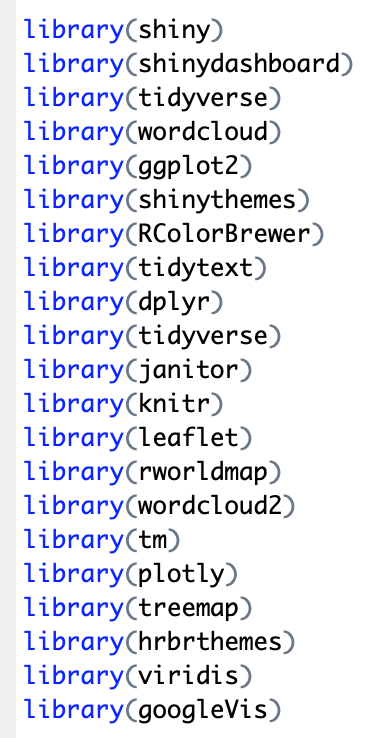 library(shiny)
library(shinydashboard)
library(tidyverse)
library(wordcloud)
library(ggplot2)
library(shinythemes)
library(RColorBrewer)
library(tidytext)
library(dplyr)
library(tidyverse)
library(janitor)
library(knitr)
library(leaflet)
library(rworldmap)
library(wordcloud2)
library(tm)
library(plotly)
library(treemap)
library(hrbrthemes)
library(viridis)
library(googleVis)